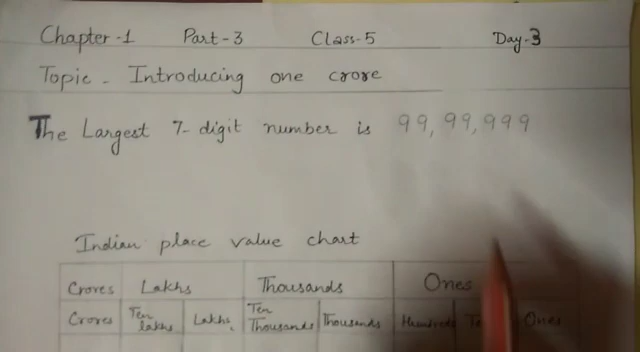 Chapter-1 Part-3 Class-5 Day-3
Topic - Introducing one crore
The Largest 7-digit number is 99,99,999
Indian place value chart
Crores Lakhs Thousands Ones
Crores Ten lakhs Lakhs Ten Thousands Thousands Hundreds Ones